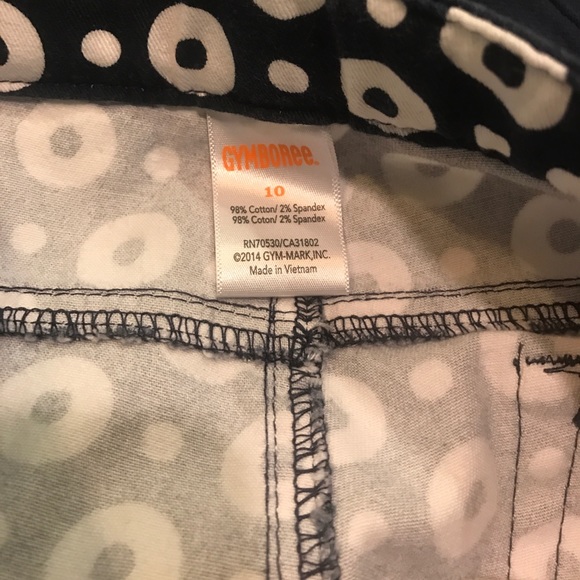 GYMBOREE.
10
98% Cotton/ 2% Spandex
98% Coton/ 2% Spandex
RN70530/CA31802
©2014 GYM-MARK,INC.
Made in Vietnam